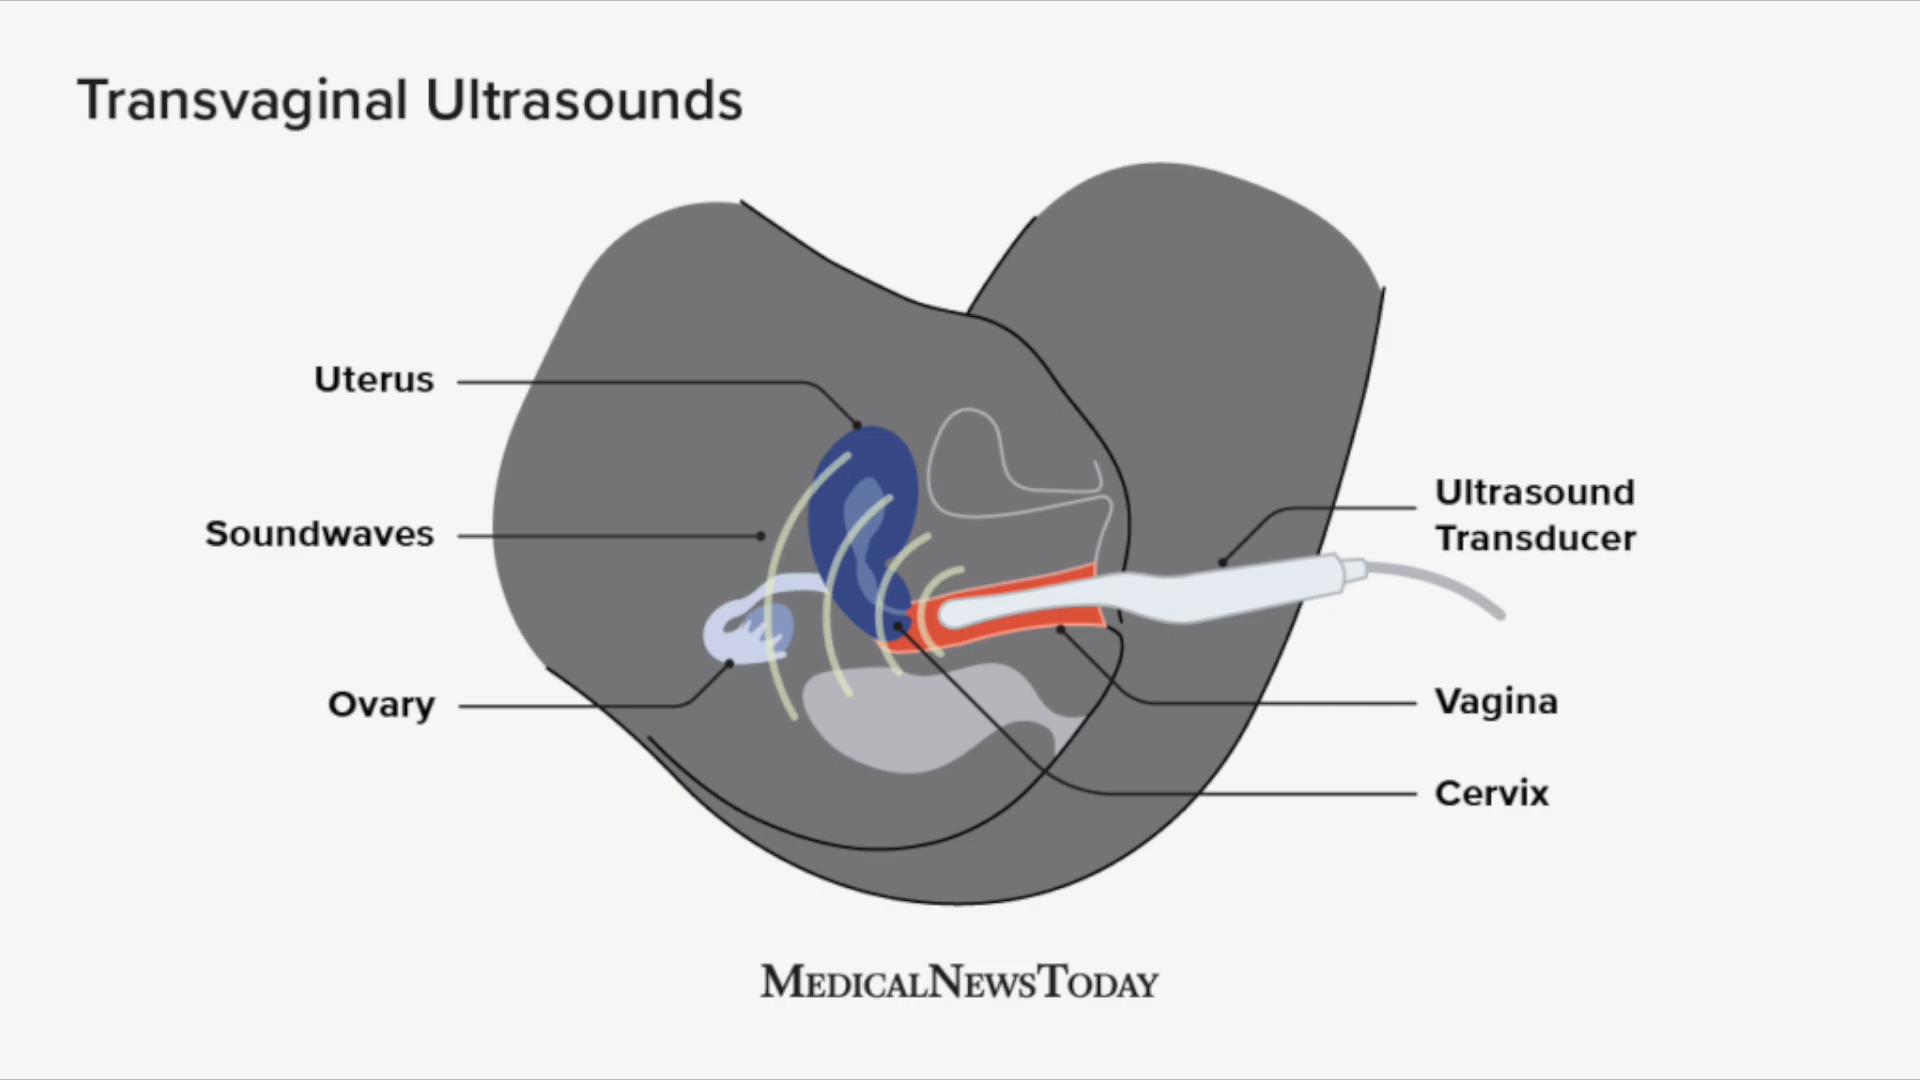 Transvaginal Ultrasounds
Uterus
Soundwaves
Ovary
Ultrasound
Transducer
Vagina
Cervix
MEDICALNEWSTODAY